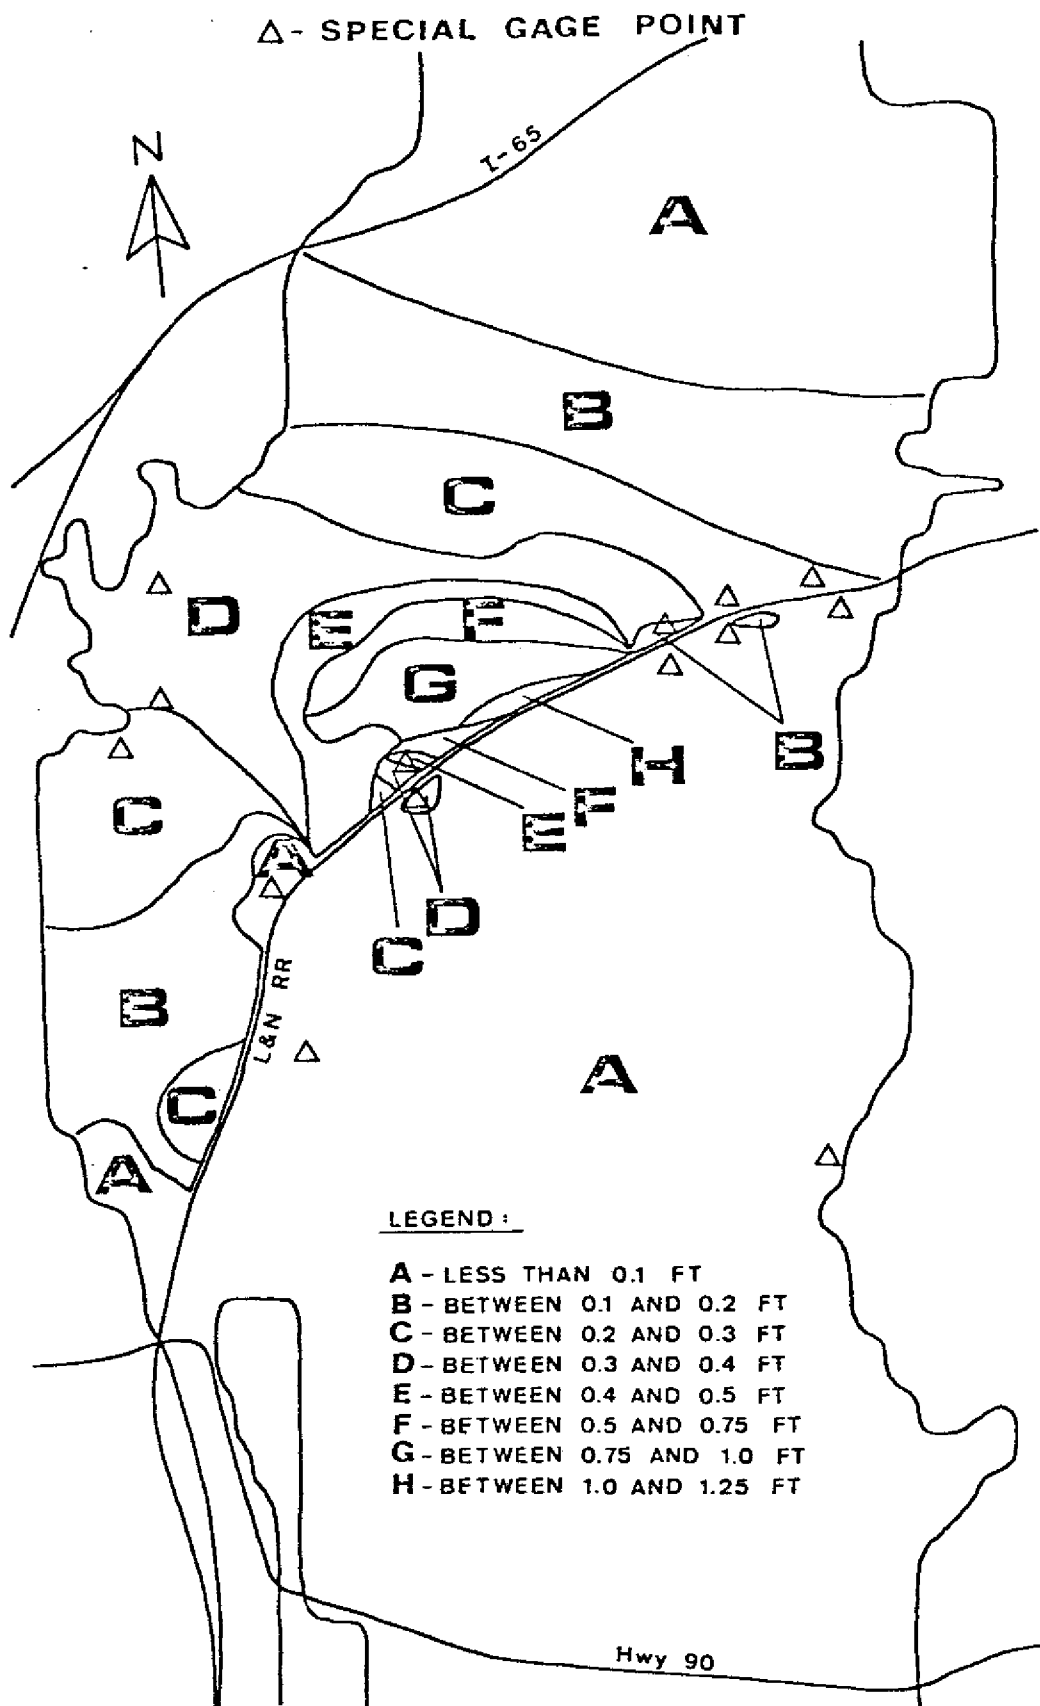 △ - SPECIAL GAGE POINT
N
I-65
A
B
C
D
E
F
G
H
B
F
E
C
A
D
C
L&N RR
B
A
C
A
LEGEND :
A - LESS THAN 0.1 FT
B - BETWEEN 0.1 AND 0.2 FT
C - BETWEEN 0.2 AND 0.3 FT
D - BETWEEN 0.3 AND 0.4 FT
E - BETWEEN 0.4 AND 0.5 FT
F - BETWEEN 0.5 AND 0.75 FT
G - BETWEEN 0.75 AND 1.0 FT
H - BETWEEN 1.0 AND 1.25 FT
Hwy 90